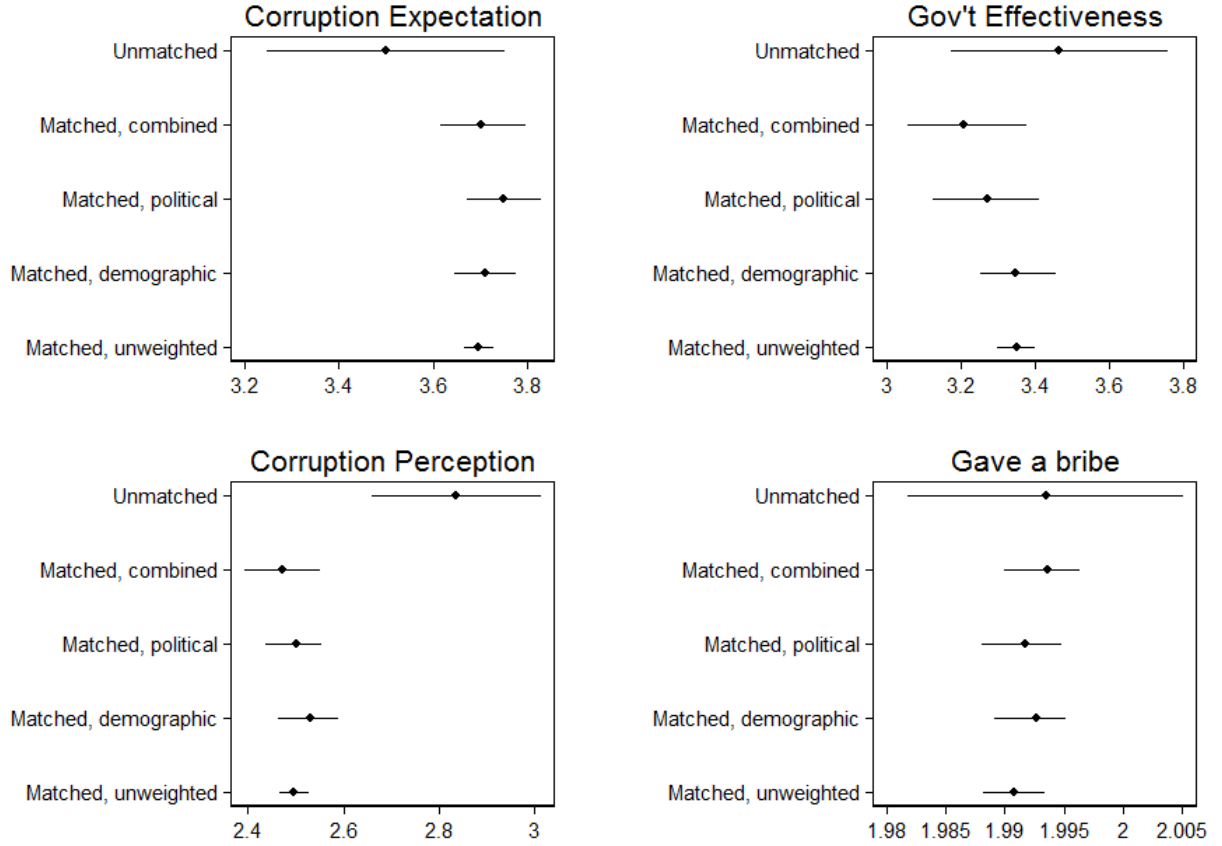 Corruption Expectation
Unmatched
Matched, combined
Matched, political
Matched, demographic
Matched, unweighted
3.2 3.4 3.6 3.8
Gov't Effectiveness
Unmatched
Matched, combined
Matched, political
Matched, demographic
Matched, unweighted
3 3.2 3.4 3.6 3.8
Corruption Perception
Unmatched
Matched, combined
Matched, political
Matched, demographic
Matched, unweighted
2.4 2.6 2.8 3
Gave a bribe
Unmatched
Matched, combined
Matched, political
Matched, demographic
Matched, unweighted
1.98 1.985 1.99 1.995 2 2.005